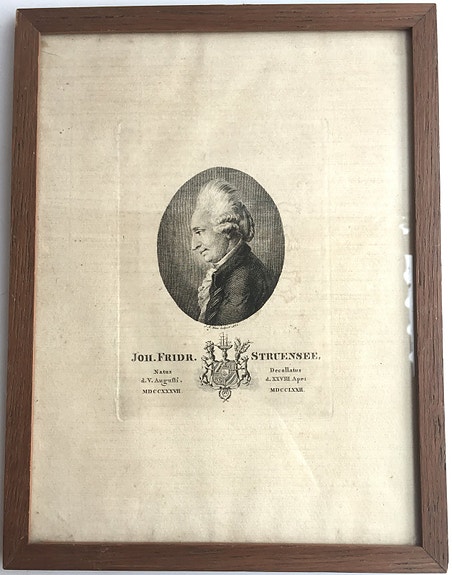 JOH. FRIDR. STRUENSEE.
Natus Decollatus
d. V. Augusti. d. XXVIII. Apr:
MDCCXXXVII MDCCLXXII.